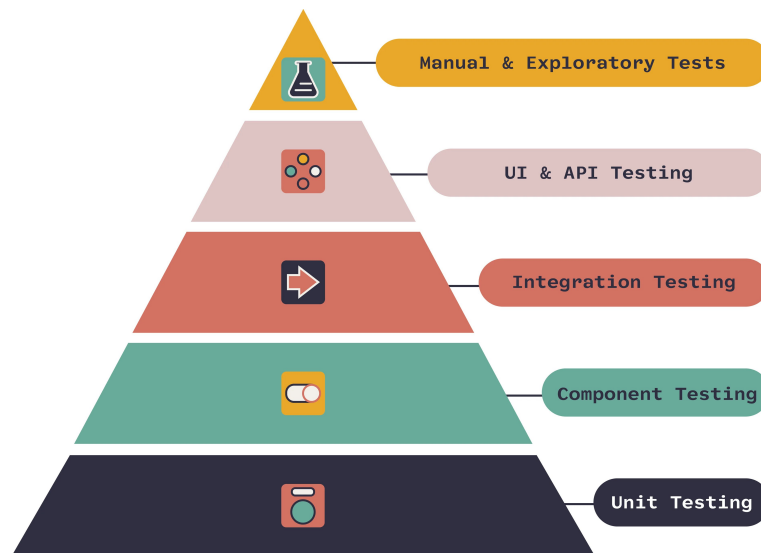 Manual & Exploratory Tests
UI & API Testing
Integration Testing
Component Testing
Unit Testing